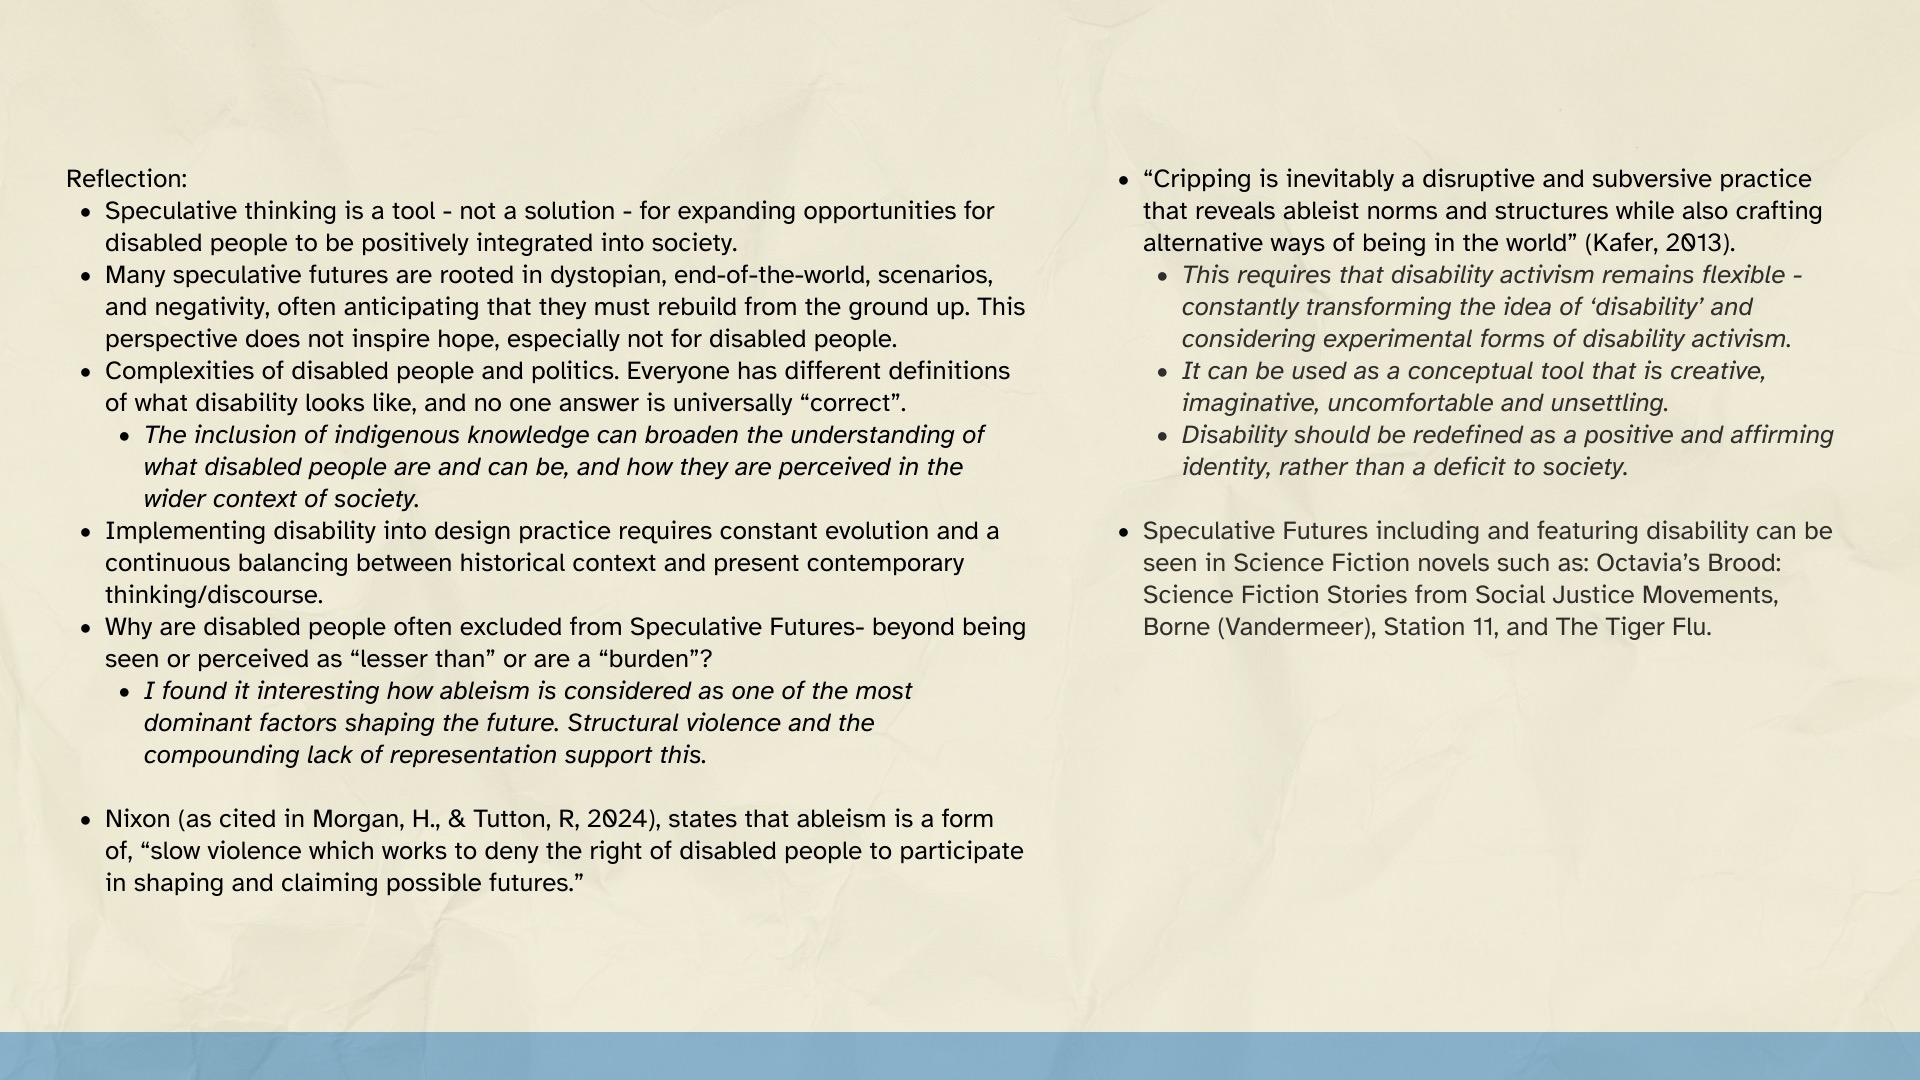 Reflection:
• Speculative thinking is a tool - not a solution - for expanding opportunities for
disabled people to be positively integrated into society.
• Many speculative futures are rooted in dystopian, end-of-the-world, scenarios,
and negativity, often anticipating that they must rebuild from the ground up. This
perspective does not inspire hope, especially not for disabled people.
• Complexities of disabled people and politics. Everyone has different definitions
of what disability looks like, and no one answer is universally “correct”.
• The inclusion of indigenous knowledge can broaden the understanding of
what disabled people are and can be, and how they are perceived in the
wider context of society.
• Implementing disability into design practice requires constant evolution and a
continuous balancing between historical context and present contemporary
thinking/discourse.
• Why are disabled people often excluded from Speculative Futures- beyond being
seen or perceived as “lesser than” or are a “burden”?
• I found it interesting how ableism is considered as one of the most
dominant factors shaping the future. Structural violence and the
compounding lack of representation support this.
• Nixon (as cited in Morgan, H., & Tutton, R, 2024), states that ableism is a form
of, “slow violence which works to deny the right of disabled people to participate
in shaping and claiming possible futures.”
• “Cripping is inevitably a disruptive and subversive practice
that reveals ableist norms and structures while also crafting
alternative ways of being in the world” (Kafer, 2013).
• This requires that disability activism remains flexible -
constantly transforming the idea of ‘disability’ and
considering experimental forms of disability activism.
• It can be used as a conceptual tool that is creative,
imaginative, uncomfortable and unsettling.
• Disability should be redefined as a positive and affirming
identity, rather than a deficit to society.
• Speculative Futures including and featuring disability can be
seen in Science Fiction novels such as: Octavia’s Brood:
Science Fiction Stories from Social Justice Movements,
Borne (Vandermeer), Station 11, and The Tiger Flu.